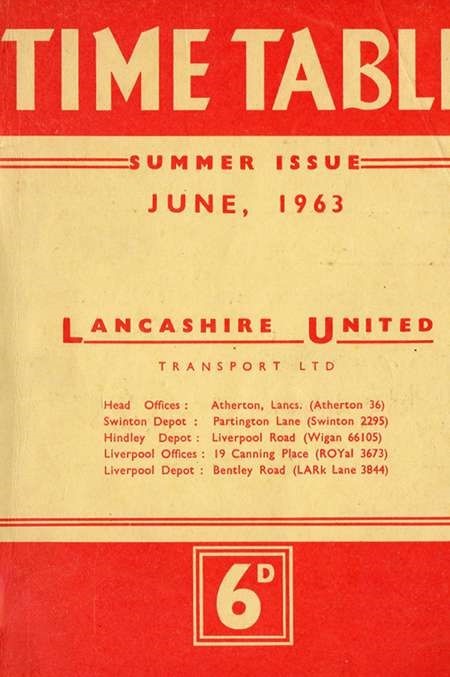 TIME TABL
SUMMER ISSUE
JUNE, 1963
LANCASHIRE UNITED
TRANSPORT LTD
Head Offices : Atherton, Lancs. (Atherton 36)
Swinton Depot : Partington Lane (Swinton 2295)
Hindley Depot : Liverpool Road (Wigan 66105)
Liverpool Offices : 19 Canning Place (ROYal 3673)
Liverpool Depot : Bentley Road (LARk Lane 3844)
6D